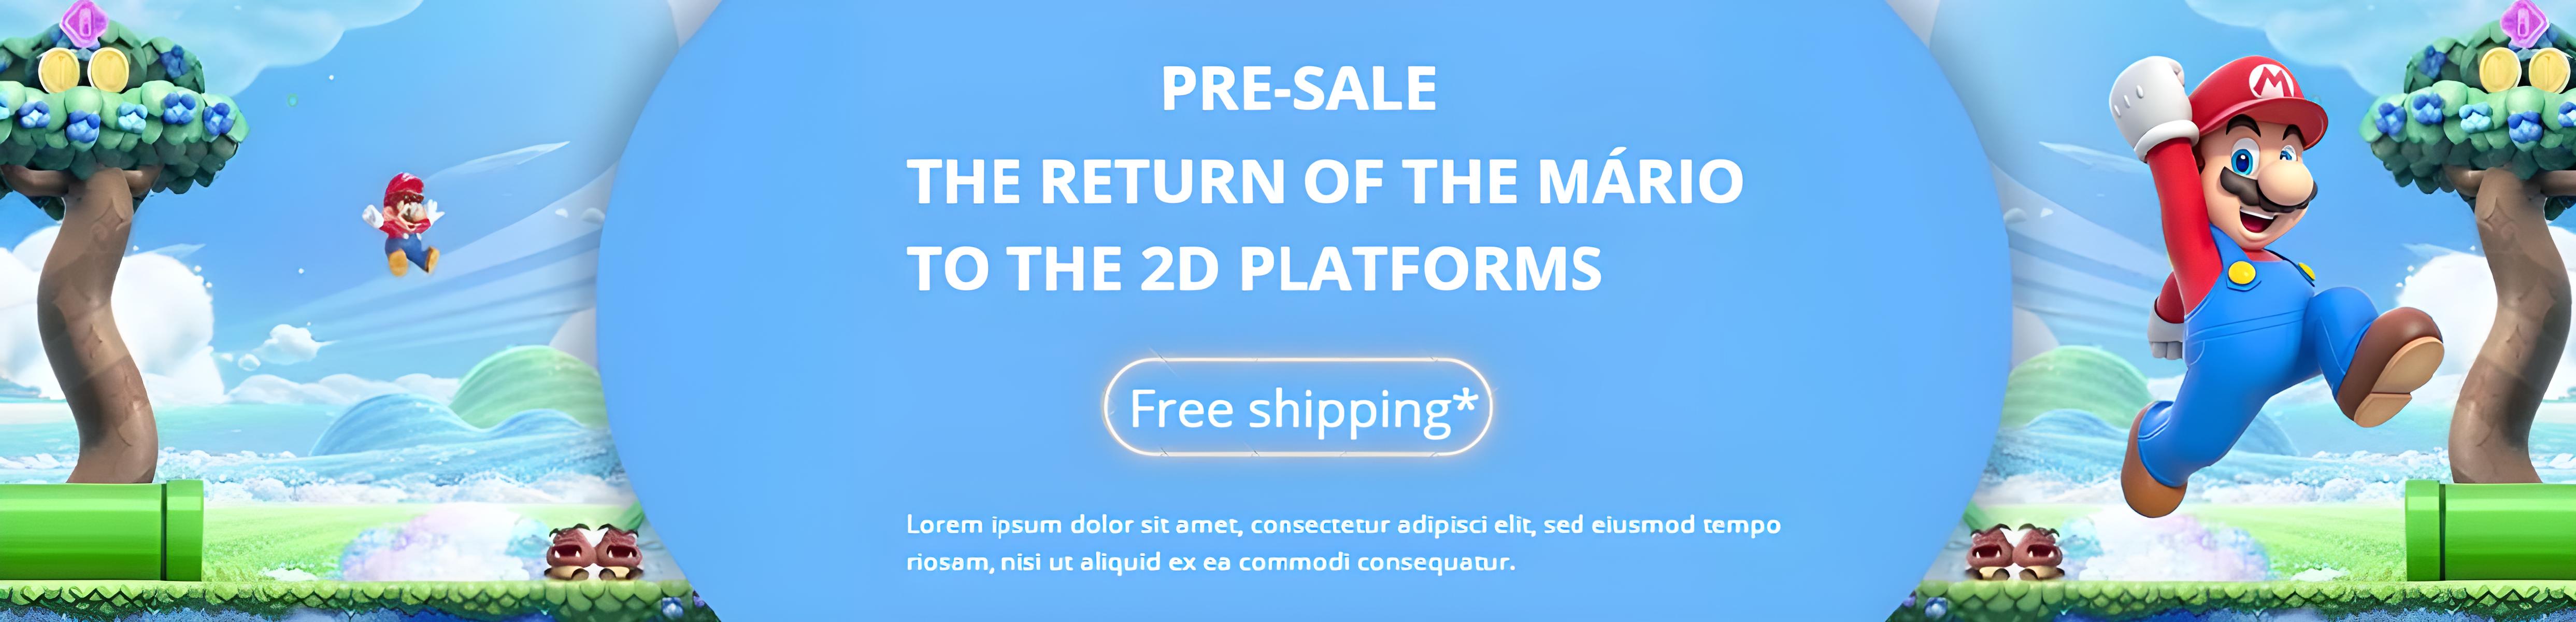 PRE-SALE
THE RETURN OF THE MÁRIO
TO THE 2D PLATFORMS
Free shipping*
Lorem ipsum dolor sit amet, consectetur adipisci elit, sed eiusmod tempo
riosam, nisi ut aliquid ex ea commodi consequatur.
M